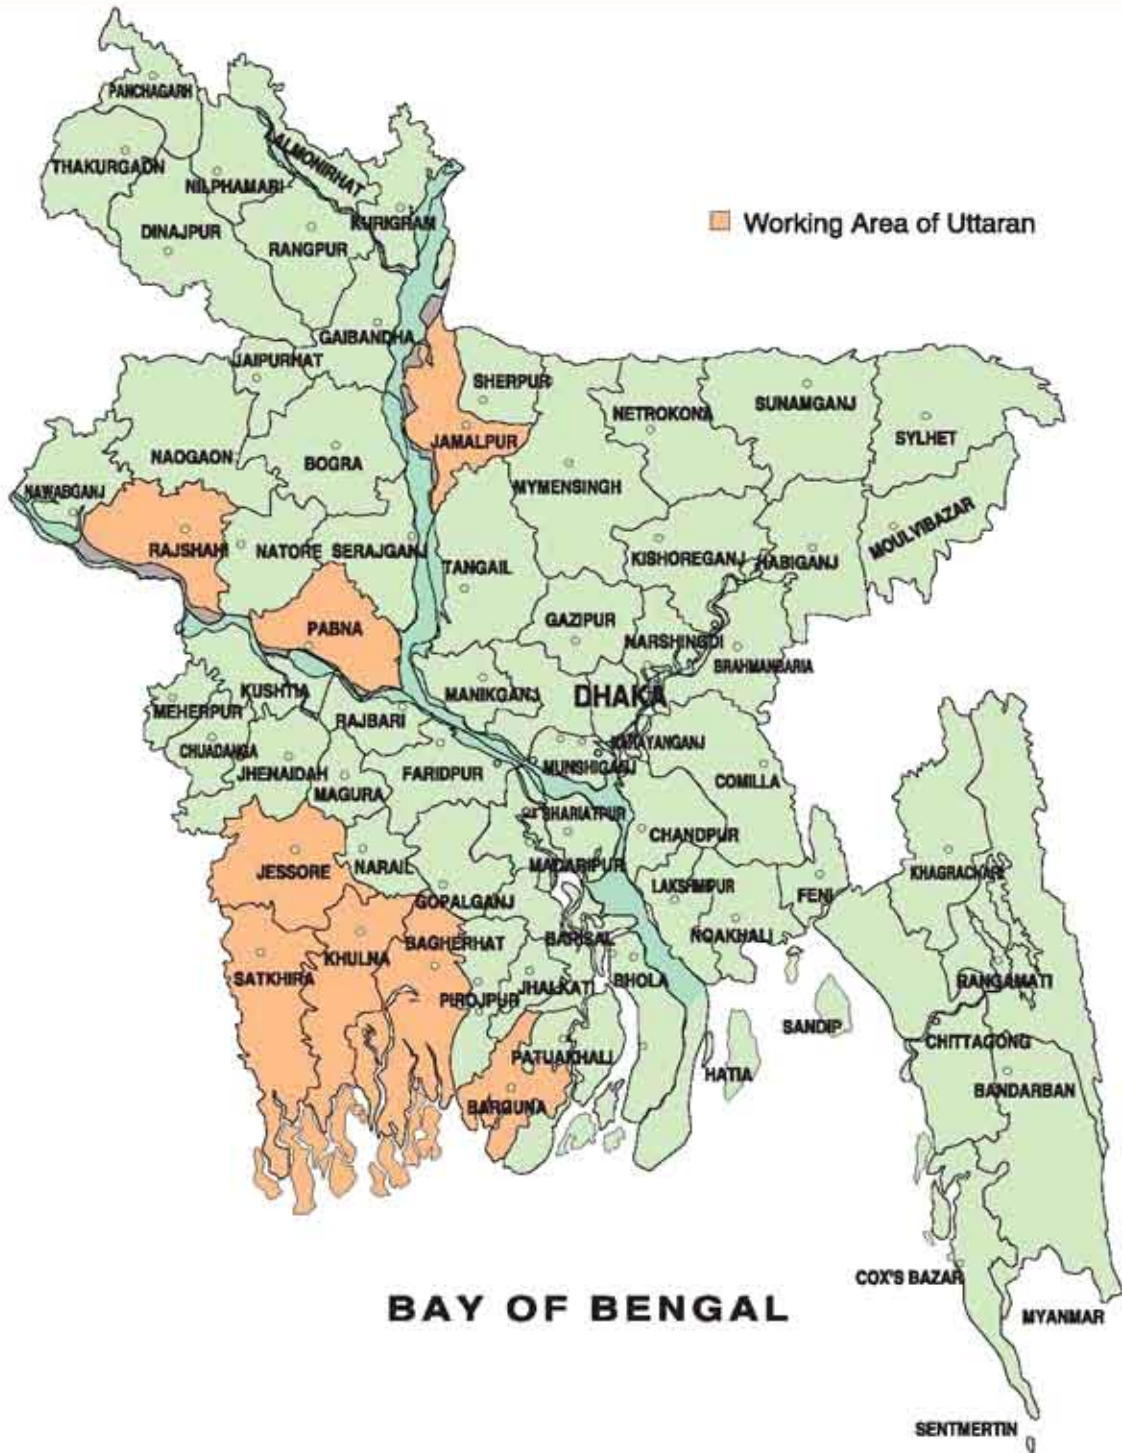 PANCHAGARH
LALMONIRHAT
THAKURGAON
NILPHAMARI
KURIGRAM
Working Area of Uttaran
DINAJPUR
RANGPUR
GAIBANDHA
JAIPURHAT
SHERPUR
NETROKONA
SUNAMGANJ
SYLHET
JAMALPUR
NAOGAON
BOGRA
MYMENSINGH
NAWABGANJ
MOULVIBAZAR
RAJSHAHI
NATORE
SERAJGANJ
KISHOREGANJ
HABIGANJ
TANGAIL
GAZIPUR
PABNA
NARSHINGDI
BRAHMANBARIA
KUSHTIA
MANIKGANJ
DHAKA
MEHERPUR
RAJBARI
CHUADANGA
NARAYANGANJ
JHENAIDAH
FARIDPUR
MUNSHIGANJ
COMILLA
MAGURA
SHARIATPUR
CHANDPUR
JESSORE
NARAIL
MADARIPUR
KHAGRACHARI
LAKSHMIPUR
FENI
GOPALGANJ
NOAKHALI
BARISAL
BAGHERHAT
KHULNA
SATKHIRA
BHOLA
RANGAMATI
JHALKATI
PIROJPUR
SANDIP
CHITTAGONG
PATUAKHALI
HATIA
BANDARBAN
BARGUNA
COX'S BAZAR
BAY OF BENGAL
MYANMAR
SENTMERTIN